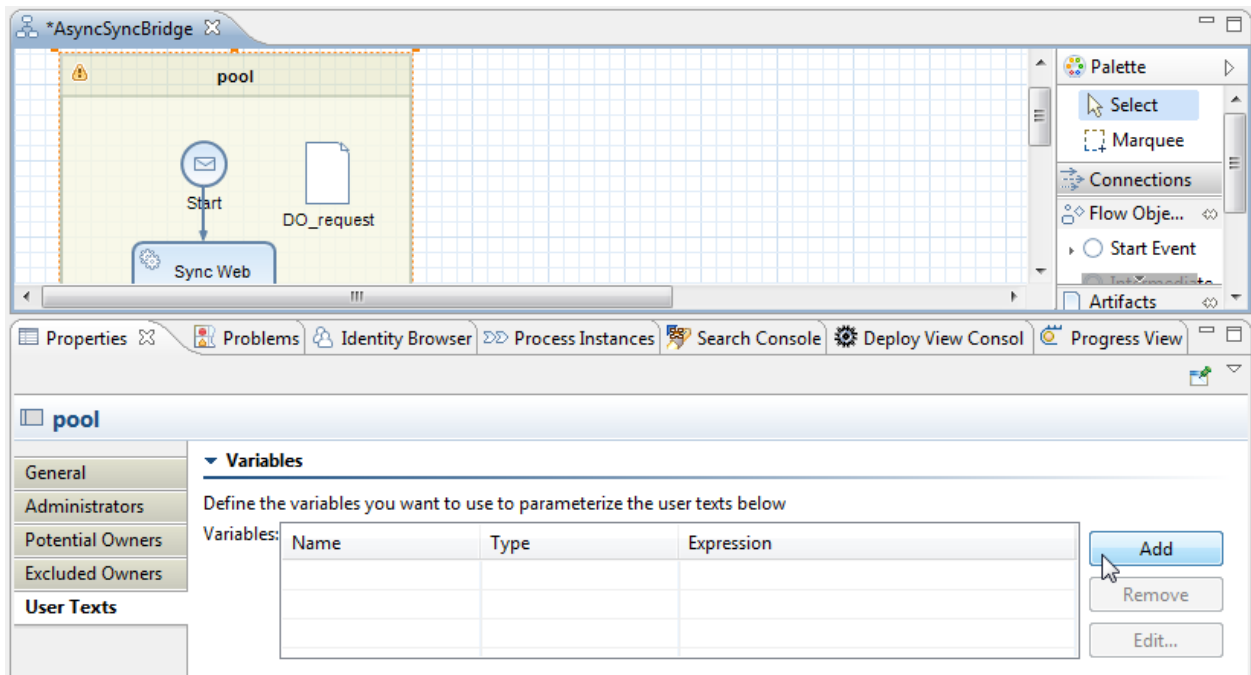 *AsyncSyncBridge
pool
Start
DO_request
Sync Web
Palette
Select
Marquee
Connections
Flow Obje...
Start Event
Artifacts
Properties Problems Identity Browser Process Instances Search Console Deploy View Consol Progress View
pool
General
Administrators
Potential Owners
Excluded Owners
User Texts
Variables
Define the variables you want to use to parameterize the user texts below
Variables:
Name Type Expression
Add
Remove
Edit...